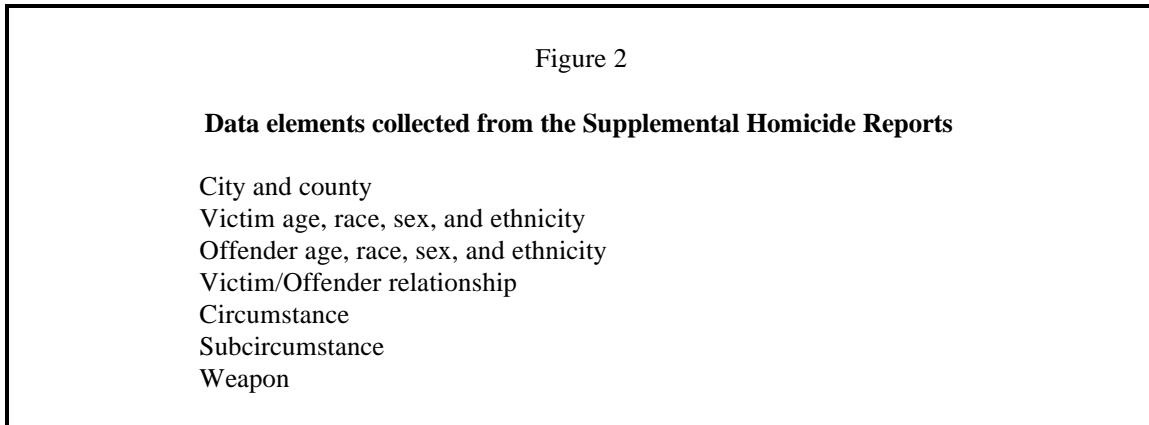 Figure 2
Data elements collected from the Supplemental Homicide Reports
City and county
Victim age, race, sex, and ethnicity
Offender age, race, sex, and ethnicity
Victim/Offender relationship
Circumstance
Subcircumstance
Weapon